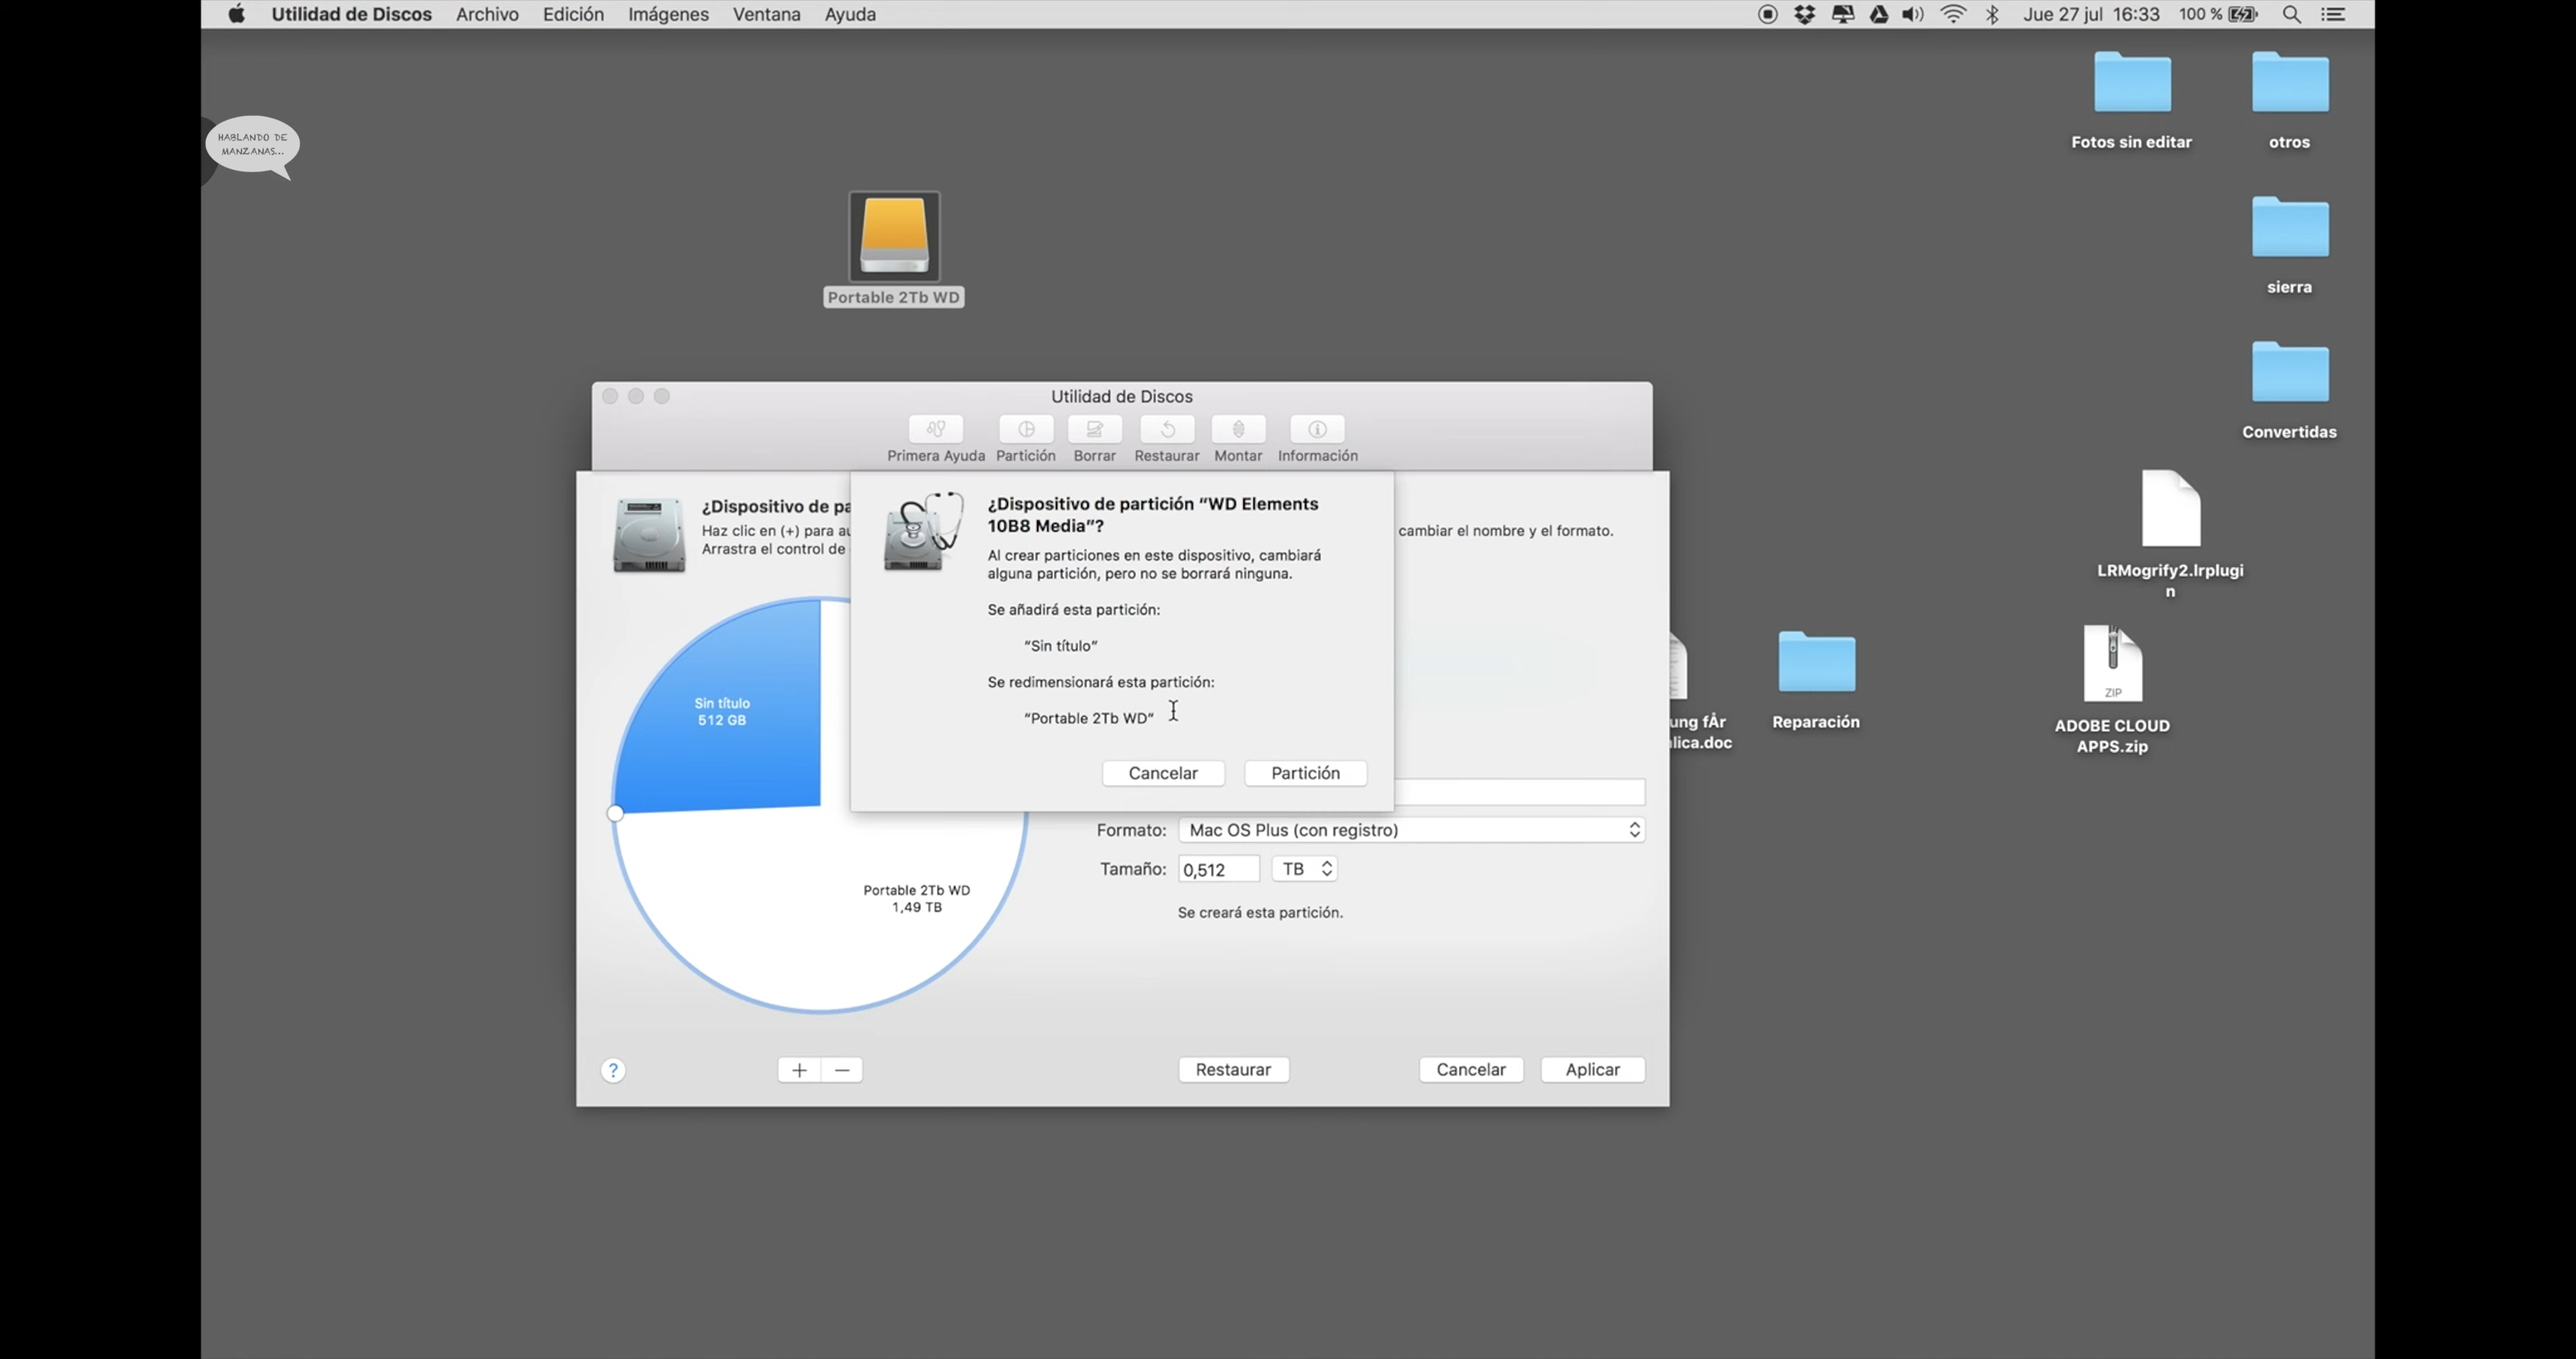 Utilidad de Discos Archivo Edición Imágenes Ventana Ayuda
Jue 27 jul 16:33 100 %
HABLANDO DE
MANZANAS...
Fotos sin editar
otros
Portable 2Tb WD
sierra
Convertidas
LRMogrify2.lrplugi
n
ung fÅr
lica.doc
Reparación
ZIP
ADOBE CLOUD
APPS.zip
Utilidad de Discos
Primera Ayuda Partición Borrar Restaurar Montar Información
¿Dispositivo de pa
Haz clic en (+) para au
Arrastra el control de
cambiar el nombre y el formato.
¿Dispositivo de partición “WD Elements
10B8 Media”?
Al crear particiones en este dispositivo, cambiará
alguna partición, pero no se borrará ninguna.
Se añadirá esta partición:
“Sin título”
Se redimensionará esta partición:
“Portable 2Tb WD”
Cancelar Partición
Sin título
512 GB
Portable 2Tb WD
1,49 TB
Formato: Mac OS Plus (con registro)
Tamaño: 0,512 TB
Se creará esta partición.
? + − Restaurar Cancelar Aplicar